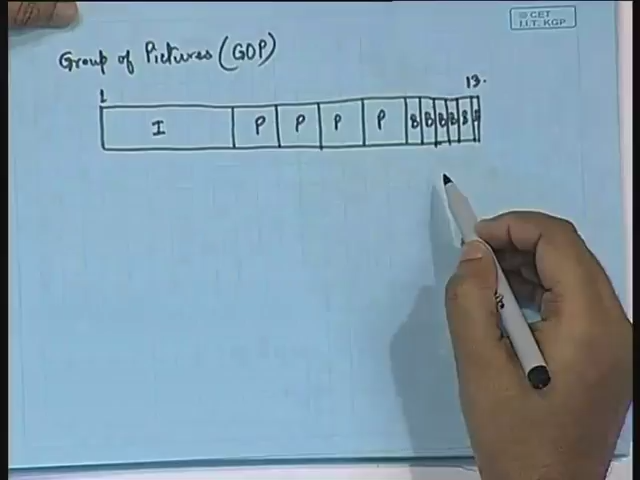 © CET
I.I.T. KGP
Group of Pictures (GOP)
1 13.
I P P P P B B B B B B